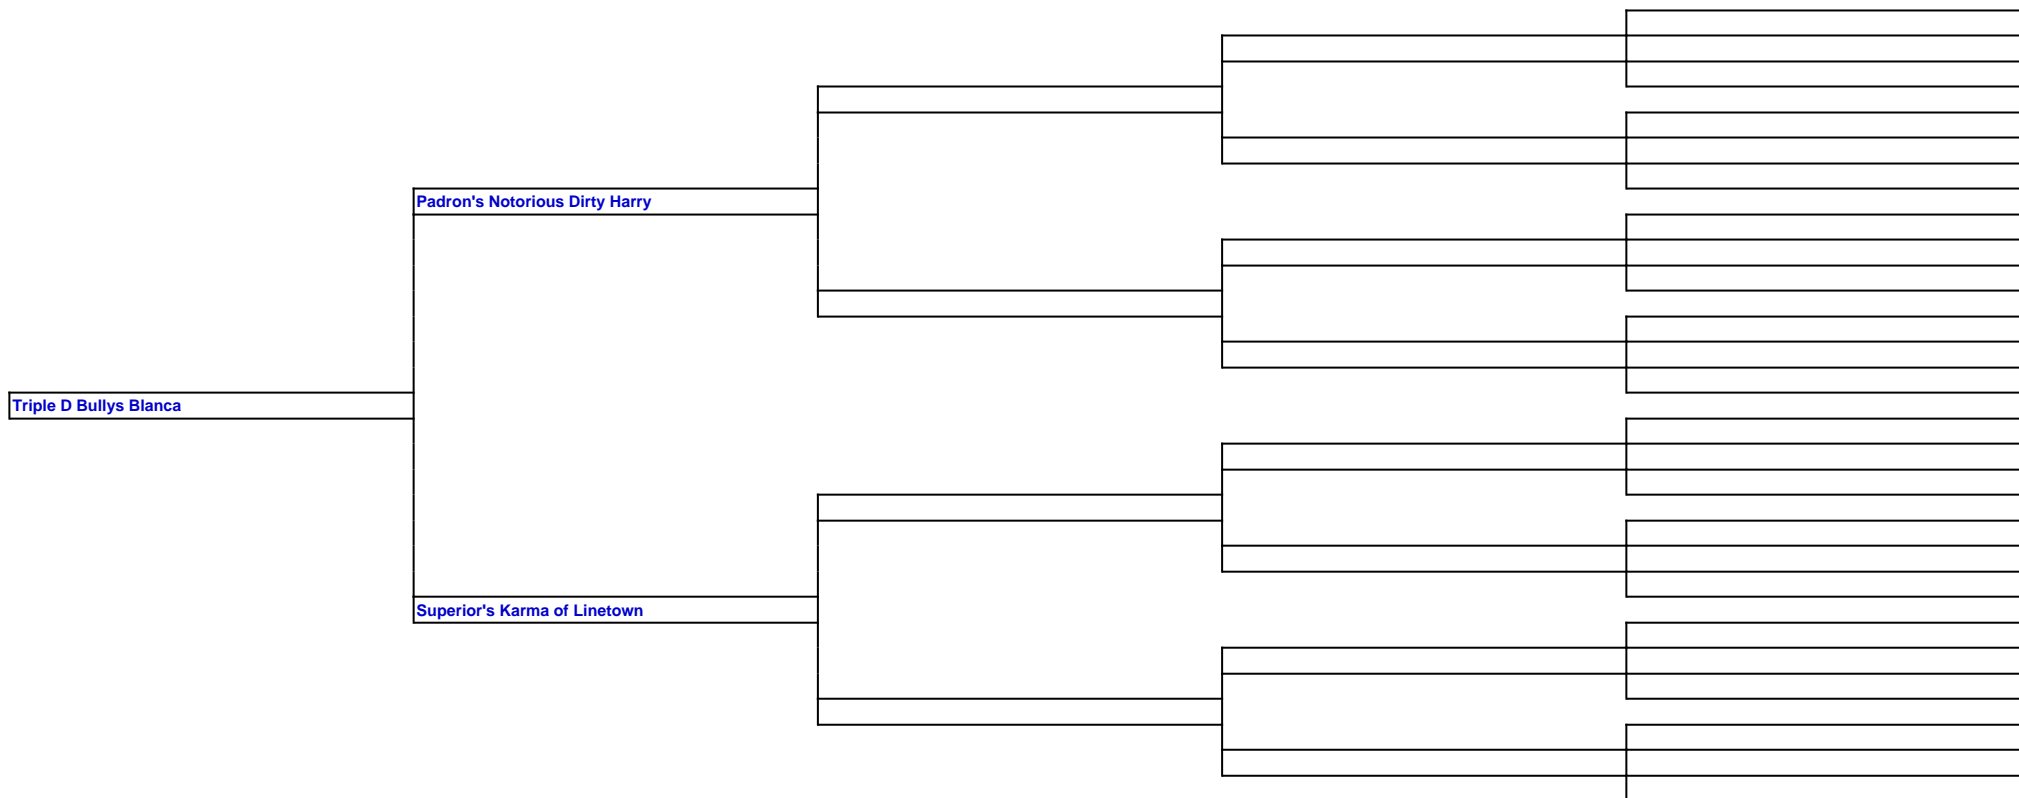 Padron's Notorious Dirty Harry
Triple D Bullys Blanca
Superior's Karma of Linetown